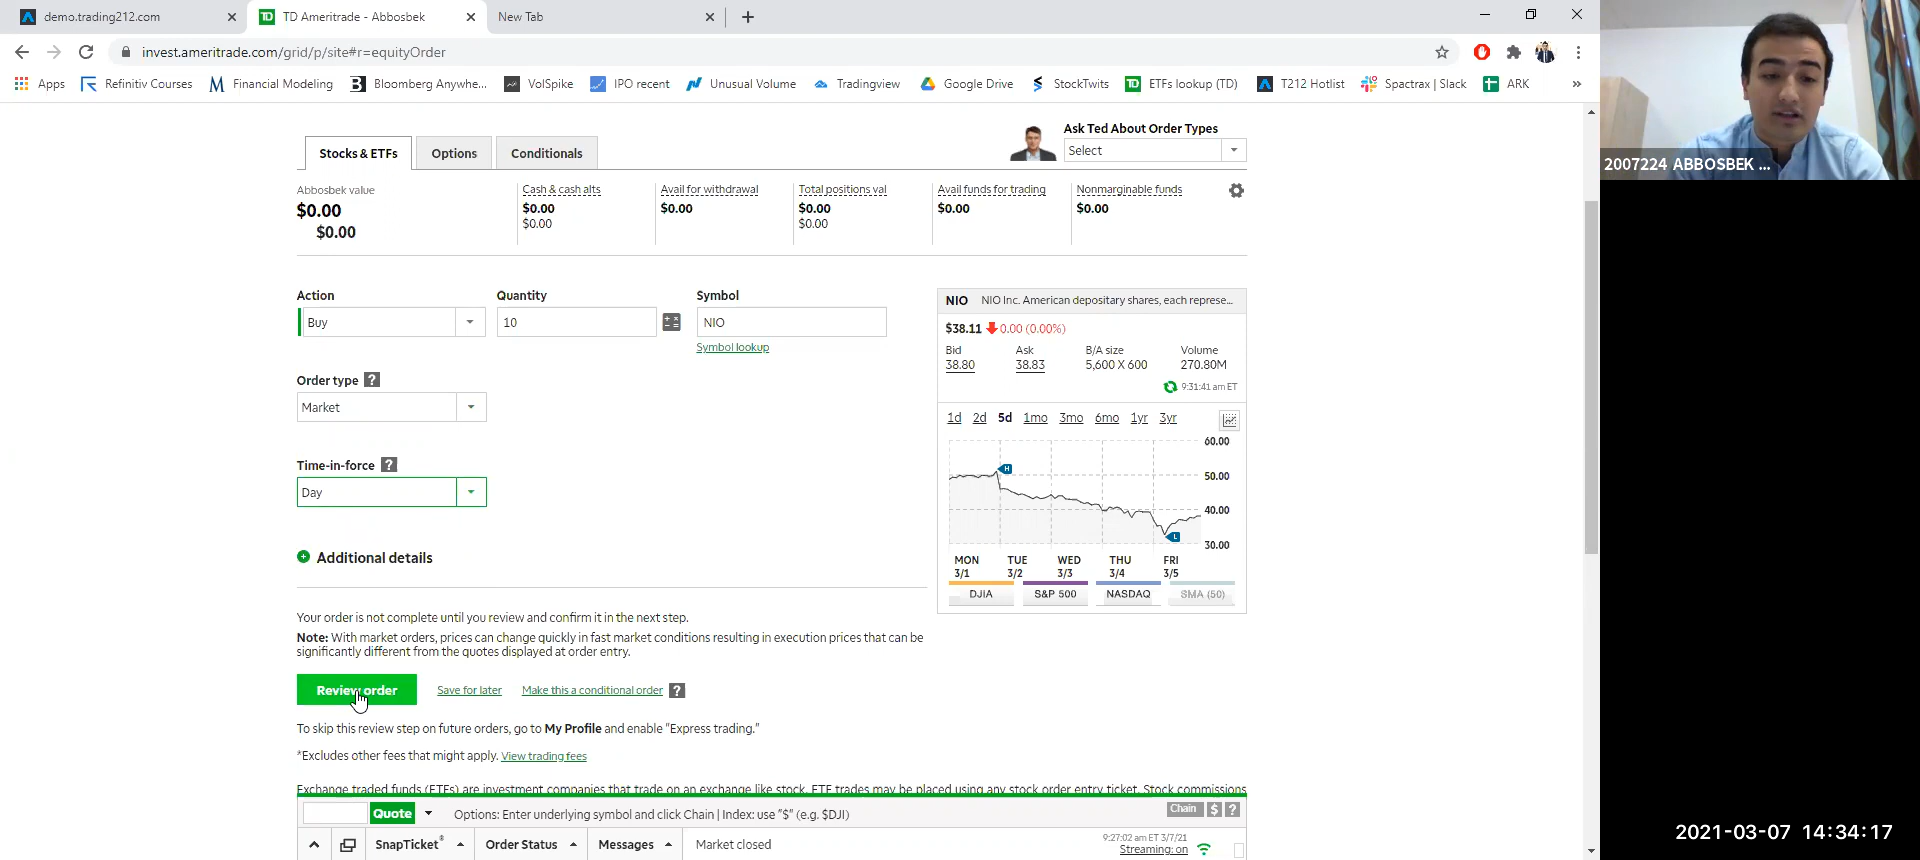 demo.trading212.com
TD Ameritrade - Abbosbek
New Tab
invest.ameritrade.com/grid/p/site#r=equityOrder
Apps Refinitiv Courses Financial Modeling Bloomberg Anywhe... VolSpike IPO recent Unusual Volume Tradingview Google Drive StockTwits ETFs lookup (TD) T212 Hotlist Spactrax | Slack ARK »
Stocks & ETFs Options Conditionals
Ask Ted About Order Types
Select
Abbosbek value Cash & cash alts Avail for withdrawal Total positions val Avail funds for trading Nonmarginable funds
$0.00 $0.00 $0.00 $0.00 $0.00 $0.00
$0.00 $0.00 $0.00
Action Quantity Symbol
Buy 10 NIO
Symbol lookup
Order type ?
Market
Time-in-force ?
Day
Additional details
NIO NIO Inc. American depositary shares, each represe...
$38.11 0.00 (0.00%)
Bid Ask B/A size Volume
38.80 38.83 5,600 X 600 270.80M
9:31:41 am ET
1d 2d 5d 1mo 3mo 6mo 1yr 3yr
60.00
H
50.00
40.00
L
30.00
MON TUE WED THU FRI
3/1 3/2 3/3 3/4 3/5
DJIA S&P 500 NASDAQ SMA (50)
Your order is not complete until you review and confirm it in the next step.
Note: With market orders, prices can change quickly in fast market conditions resulting in execution prices that can be
significantly different from the quotes displayed at order entry.
Review order Save for later Make this a conditional order ?
To skip this review step on future orders, go to My Profile and enable "Express trading."
*Excludes other fees that might apply. View trading fees
Exchange traded funds (ETFs) are investment companies that trade on an exchange like stock. ETF trades may be placed using any stock order entry ticket. Stock commissions
Quote Options: Enter underlying symbol and click Chain | Index: use "$" (e.g. $DJI) Chain $ ?
SnapTicket® Order Status Messages Market closed
9:27:02 am ET 3/7/21
Streaming: on
2007224 ABBOSBEK ...
2021-03-07 14:34:17